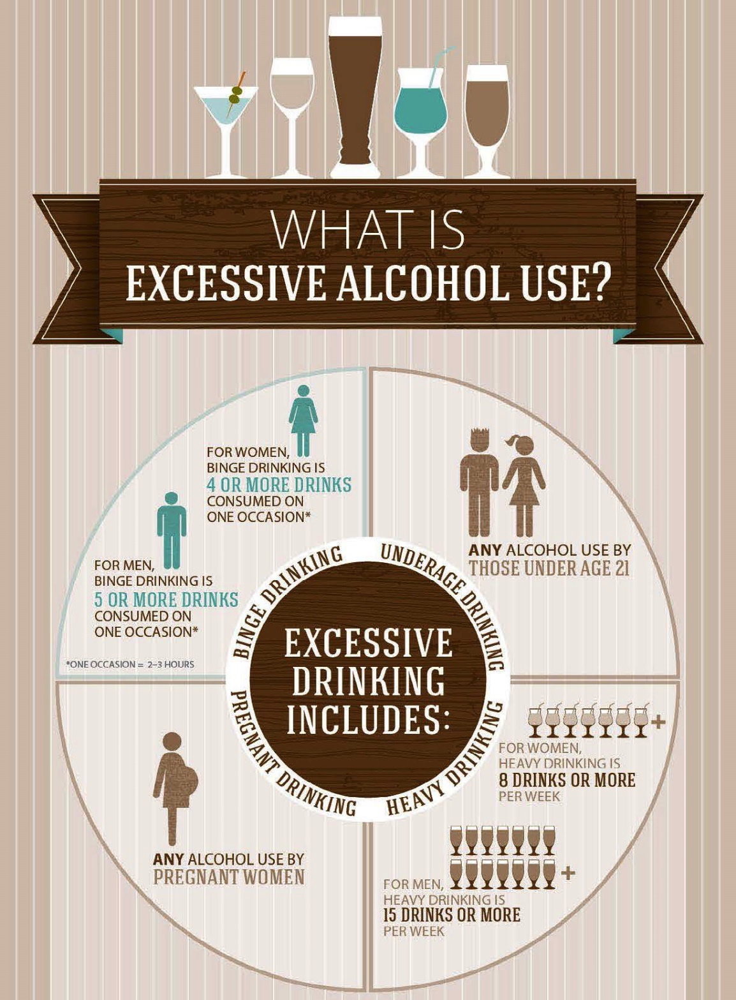 WHAT IS
EXCESSIVE ALCOHOL USE?
FOR WOMEN,
BINGE DRINKING IS
4 OR MORE DRINKS
CONSUMED ON
ONE OCCASION*
FOR MEN,
BINGE DRINKING IS
5 OR MORE DRINKS
CONSUMED ON
ONE OCCASION*
*ONE OCCASION = 2–3 HOURS
ANY ALCOHOL USE BY
THOSE UNDER AGE 21
BINGE DRINKING
UNDERAGE DRINKING
EXCESSIVE
DRINKING
INCLUDES:
PREGNANT DRINKING
HEAVY DRINKING
ANY ALCOHOL USE BY
PREGNANT WOMEN
+
FOR WOMEN,
HEAVY DRINKING IS
8 DRINKS OR MORE
PER WEEK
+
FOR MEN,
HEAVY DRINKING IS
15 DRINKS OR MORE
PER WEEK